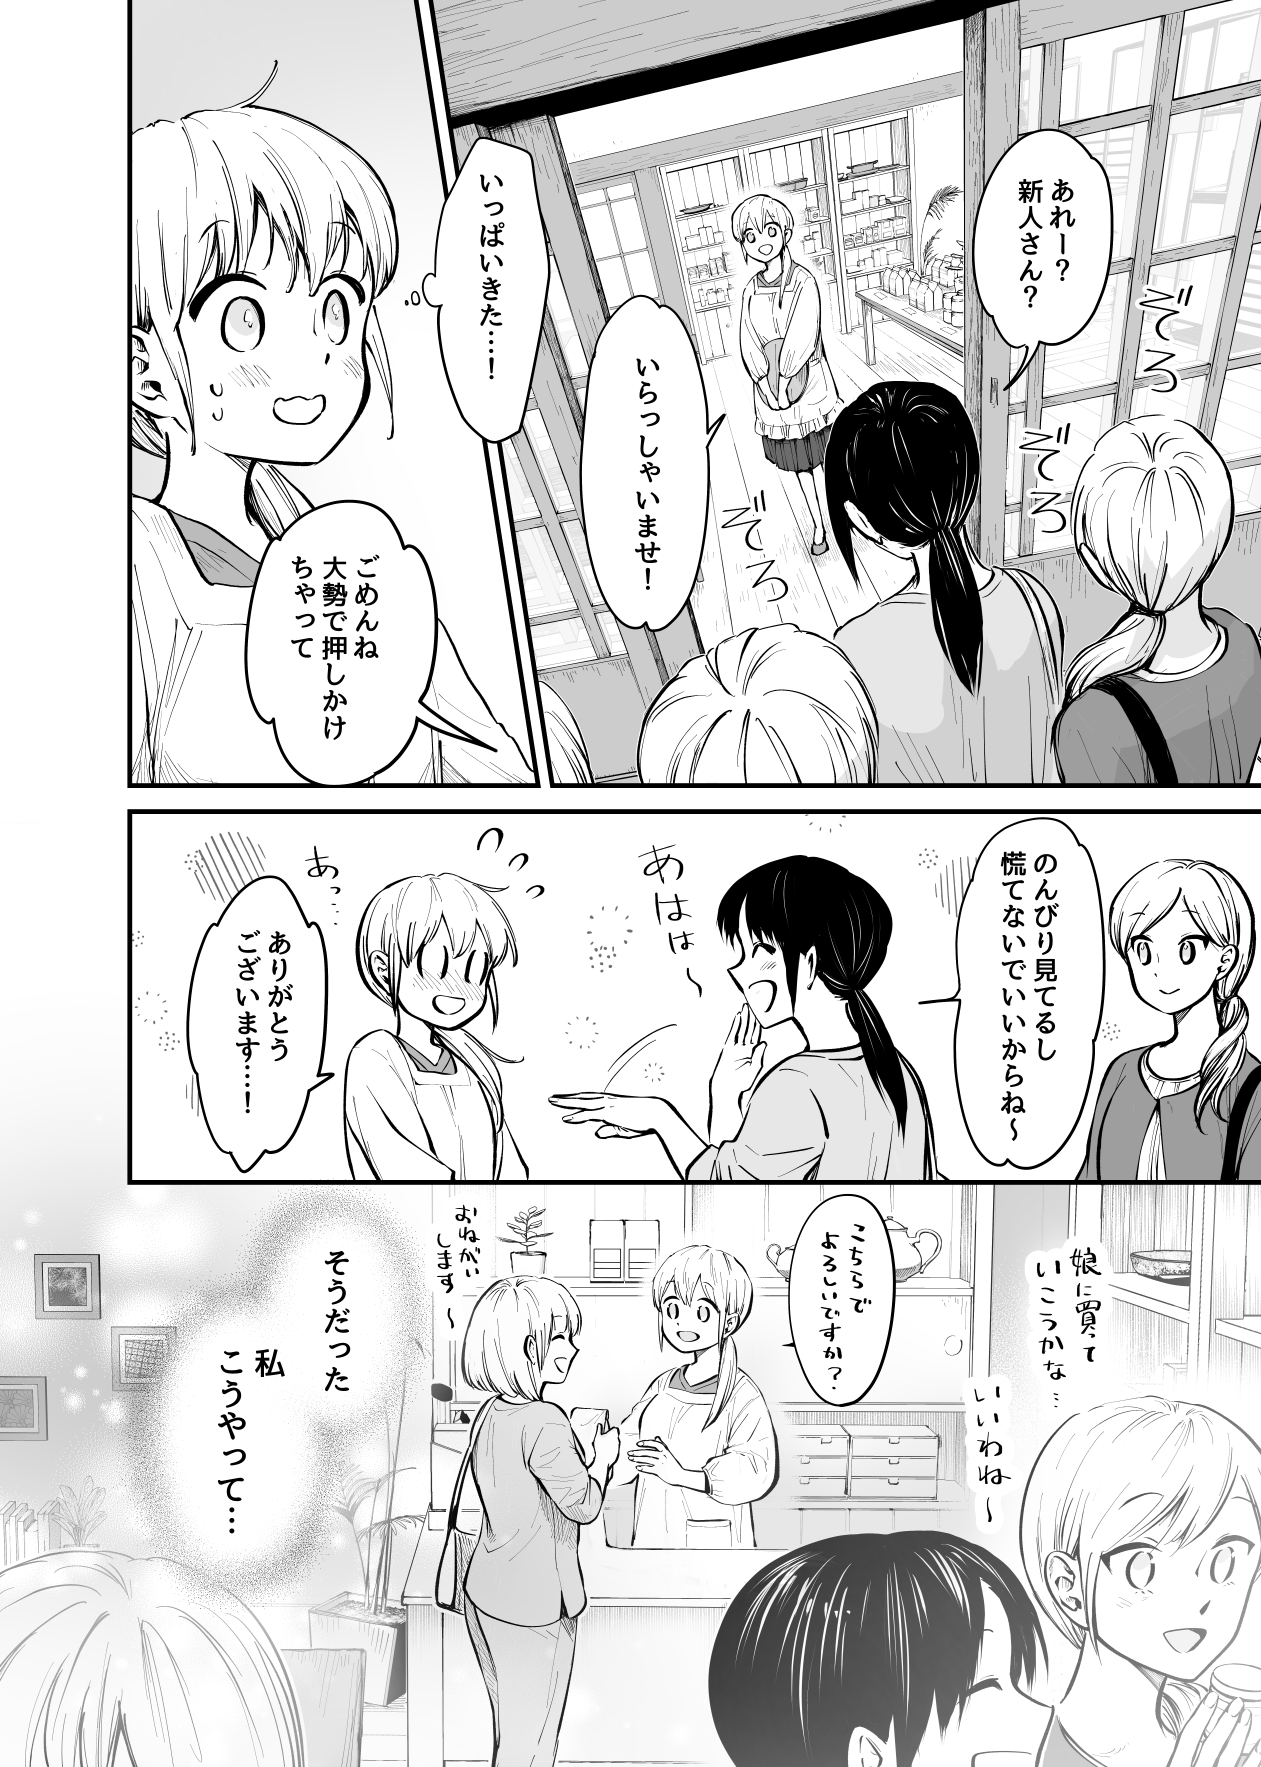 あれー？
新人さん？
ぞろ
ぞろ
ぞろ
いらっしゃいませ！
いっぱいきた…！
ごめんね
大勢で押しかけ
ちゃって
のんびり見てるし
慌てないでいいからね〜
あはは〜
あっ…
ありがとう
ございます…！
娘に買って
いこうかな…
いいわね〜
こちらで
よろしいですか？
おねがい
します〜
そうだった
私
こうやって…